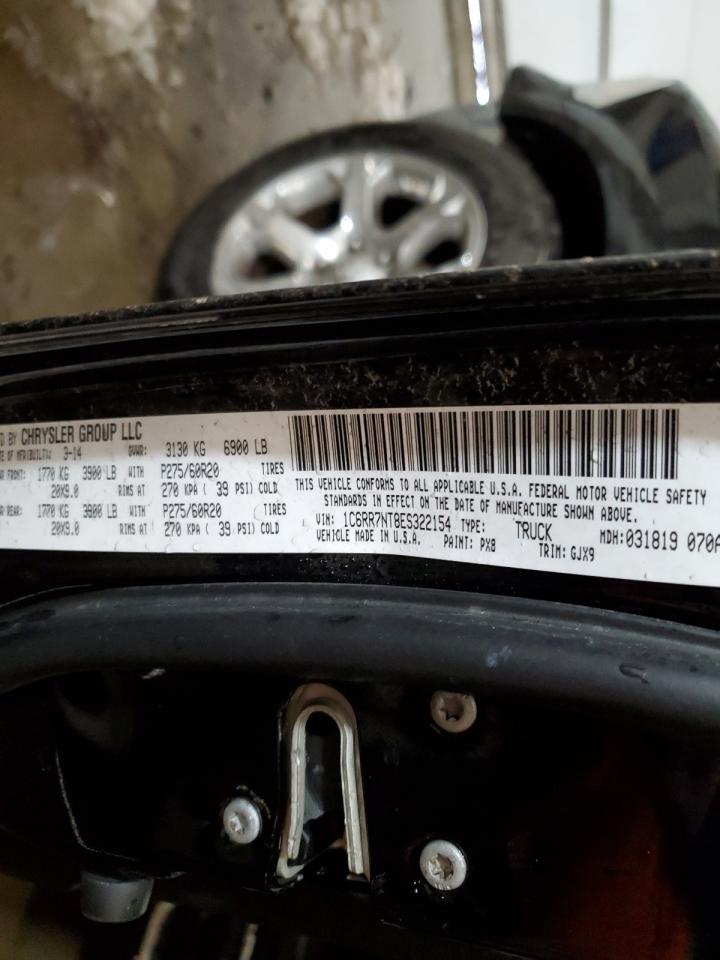 D BY CHRYSLER GROUP LLC
TE OF MFR(BUILT): 3-14 GVWR: 3130 KG 6900 LB
AR FRONT: 1770 KG 3900 LB WITH P275/60R20 TIRES
20X9.0 RIMS AT 270 KPA ( 39 PSI) COLD
AR REAR: 1770 KG 3900 LB WITH P275/60R20 TIRES
20X9.0 RIMS AT 270 KPA ( 39 PSI) COLD
THIS VEHICLE CONFORMS TO ALL APPLICABLE U.S.A. FEDERAL MOTOR VEHICLE SAFETY
STANDARDS IN EFFECT ON THE DATE OF MANUFACTURE SHOWN ABOVE.
VIN: 1C6RR7NT8ES322154 TYPE: TRUCK MDH: 031819 070A
VEHICLE MADE IN U.S.A. PAINT: PX8 TRIM: GJX9